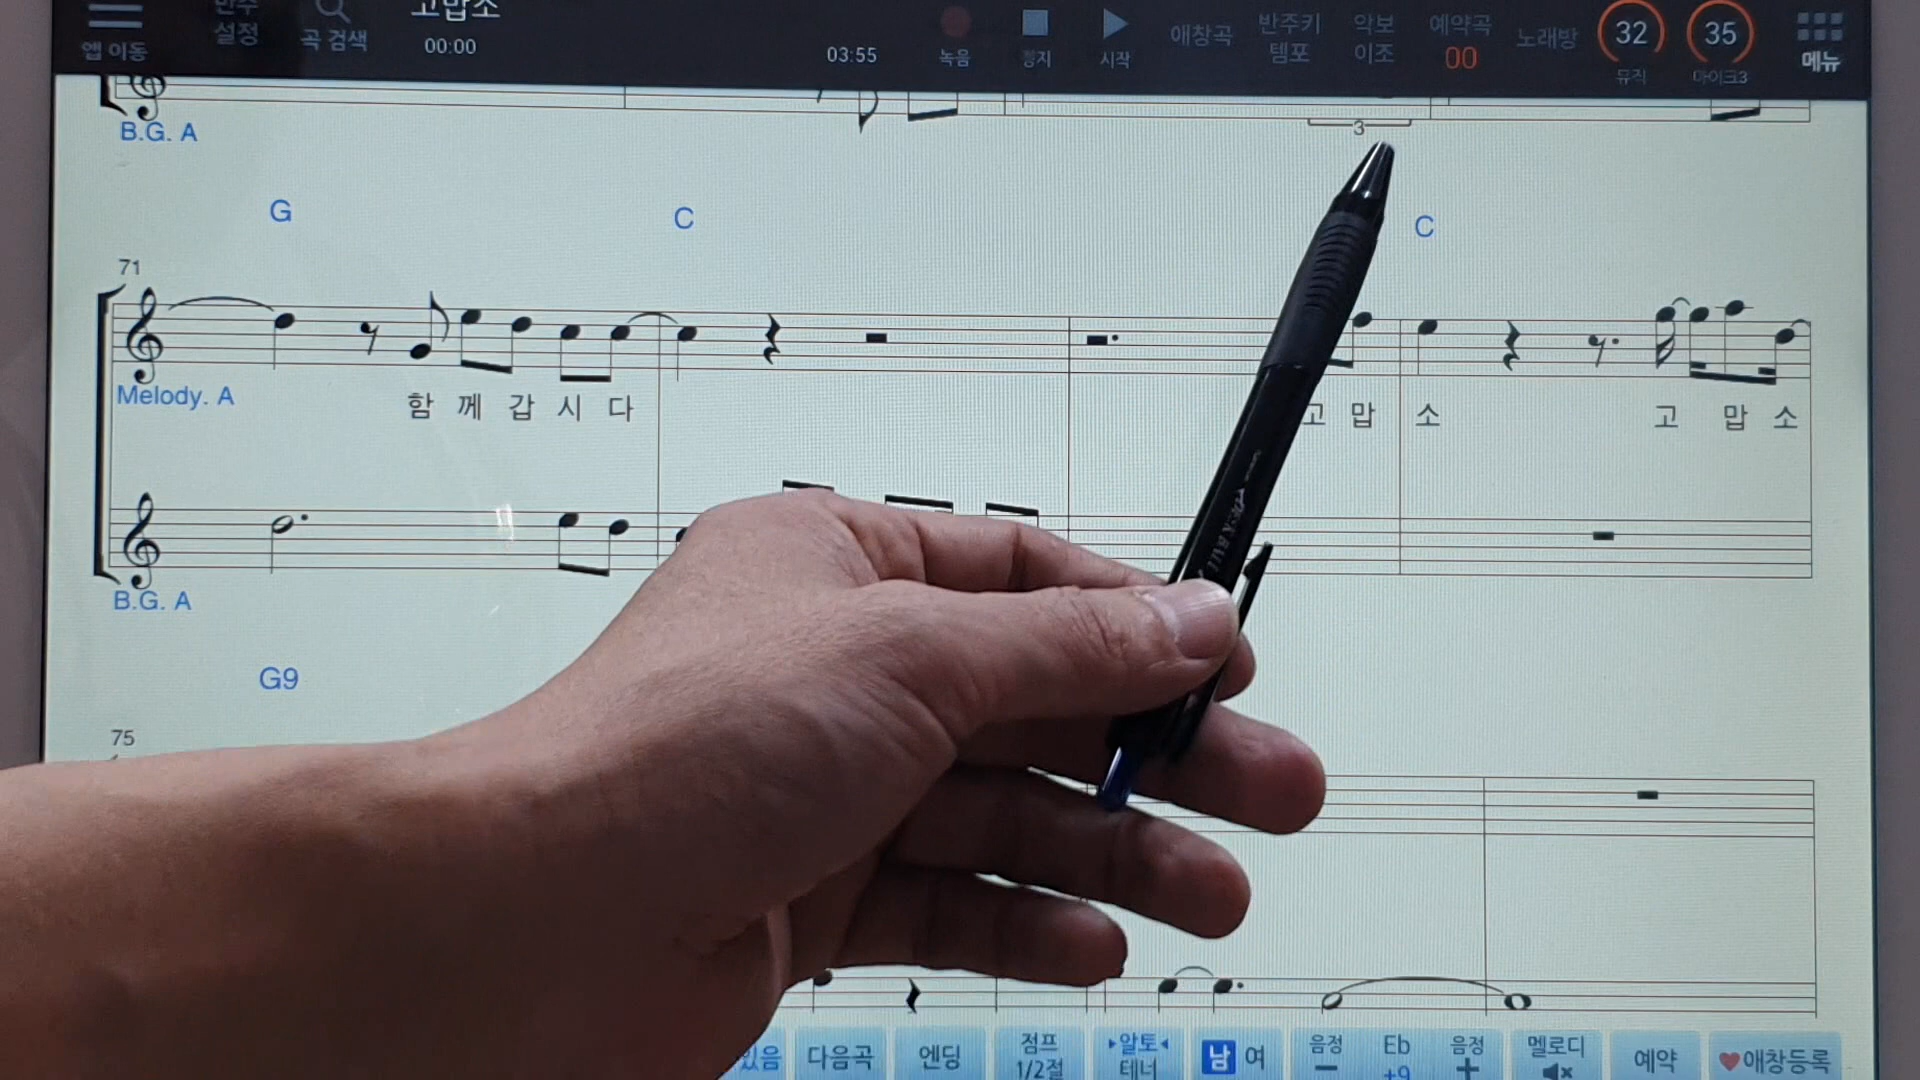 앱 이동
반주
설정
곡 검색
고맙소
00:00
03:55
녹음
정지
시작
애창곡
반주키
템포
악보
이조
예약곡
00
노래방
32
뮤직
35
마이크3
메뉴
B.G. A
3
G
C
C
71
Melody. A
함 께 갑 시 다
고 맙 소
고 맙 소
B.G. A
G9
75
있음
다음곡
엔딩
점프
1/2절
▸알토◂
테너
남 여
음정
−
Eb
+9
음정
+
멜로디
예약
♥애창등록